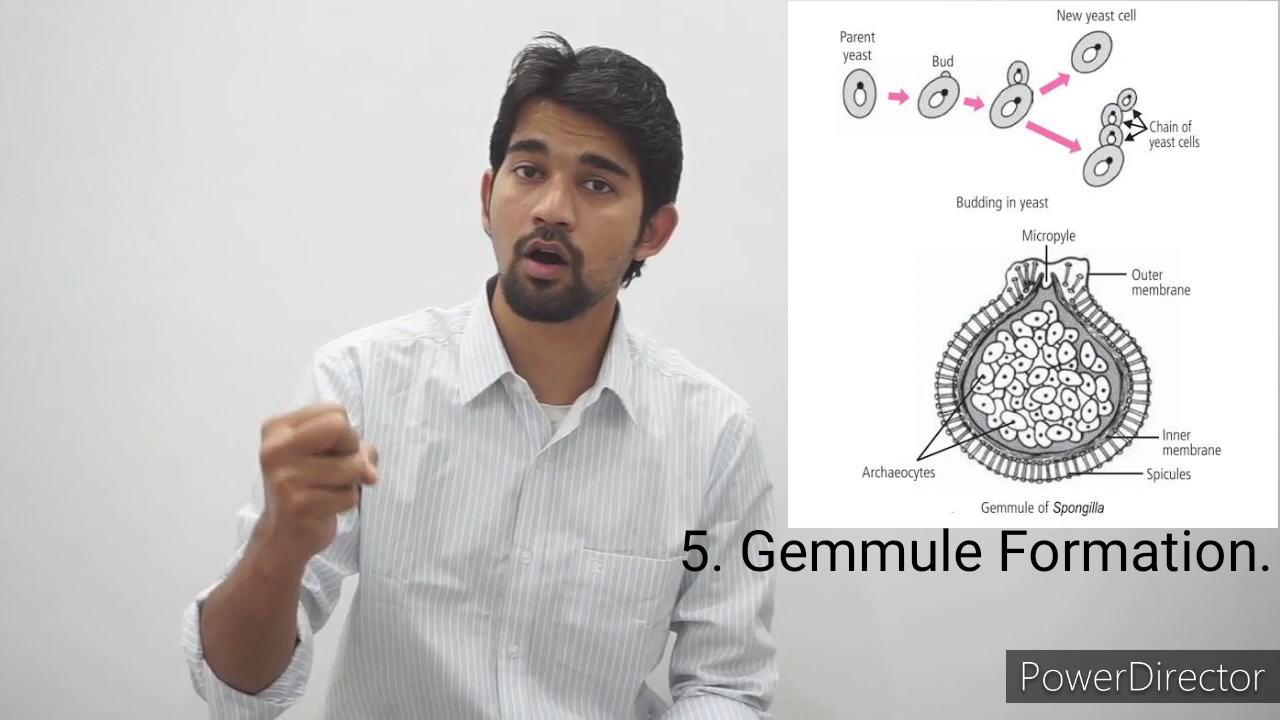 New yeast cell
Parent
yeast
Bud
Chain of
yeast cells
Budding in yeast
Micropyle
Outer
membrane
Inner
membrane
Archaeocytes
Spicules
Gemmule of Spongilla
5. Gemmule Formation.
PowerDirector